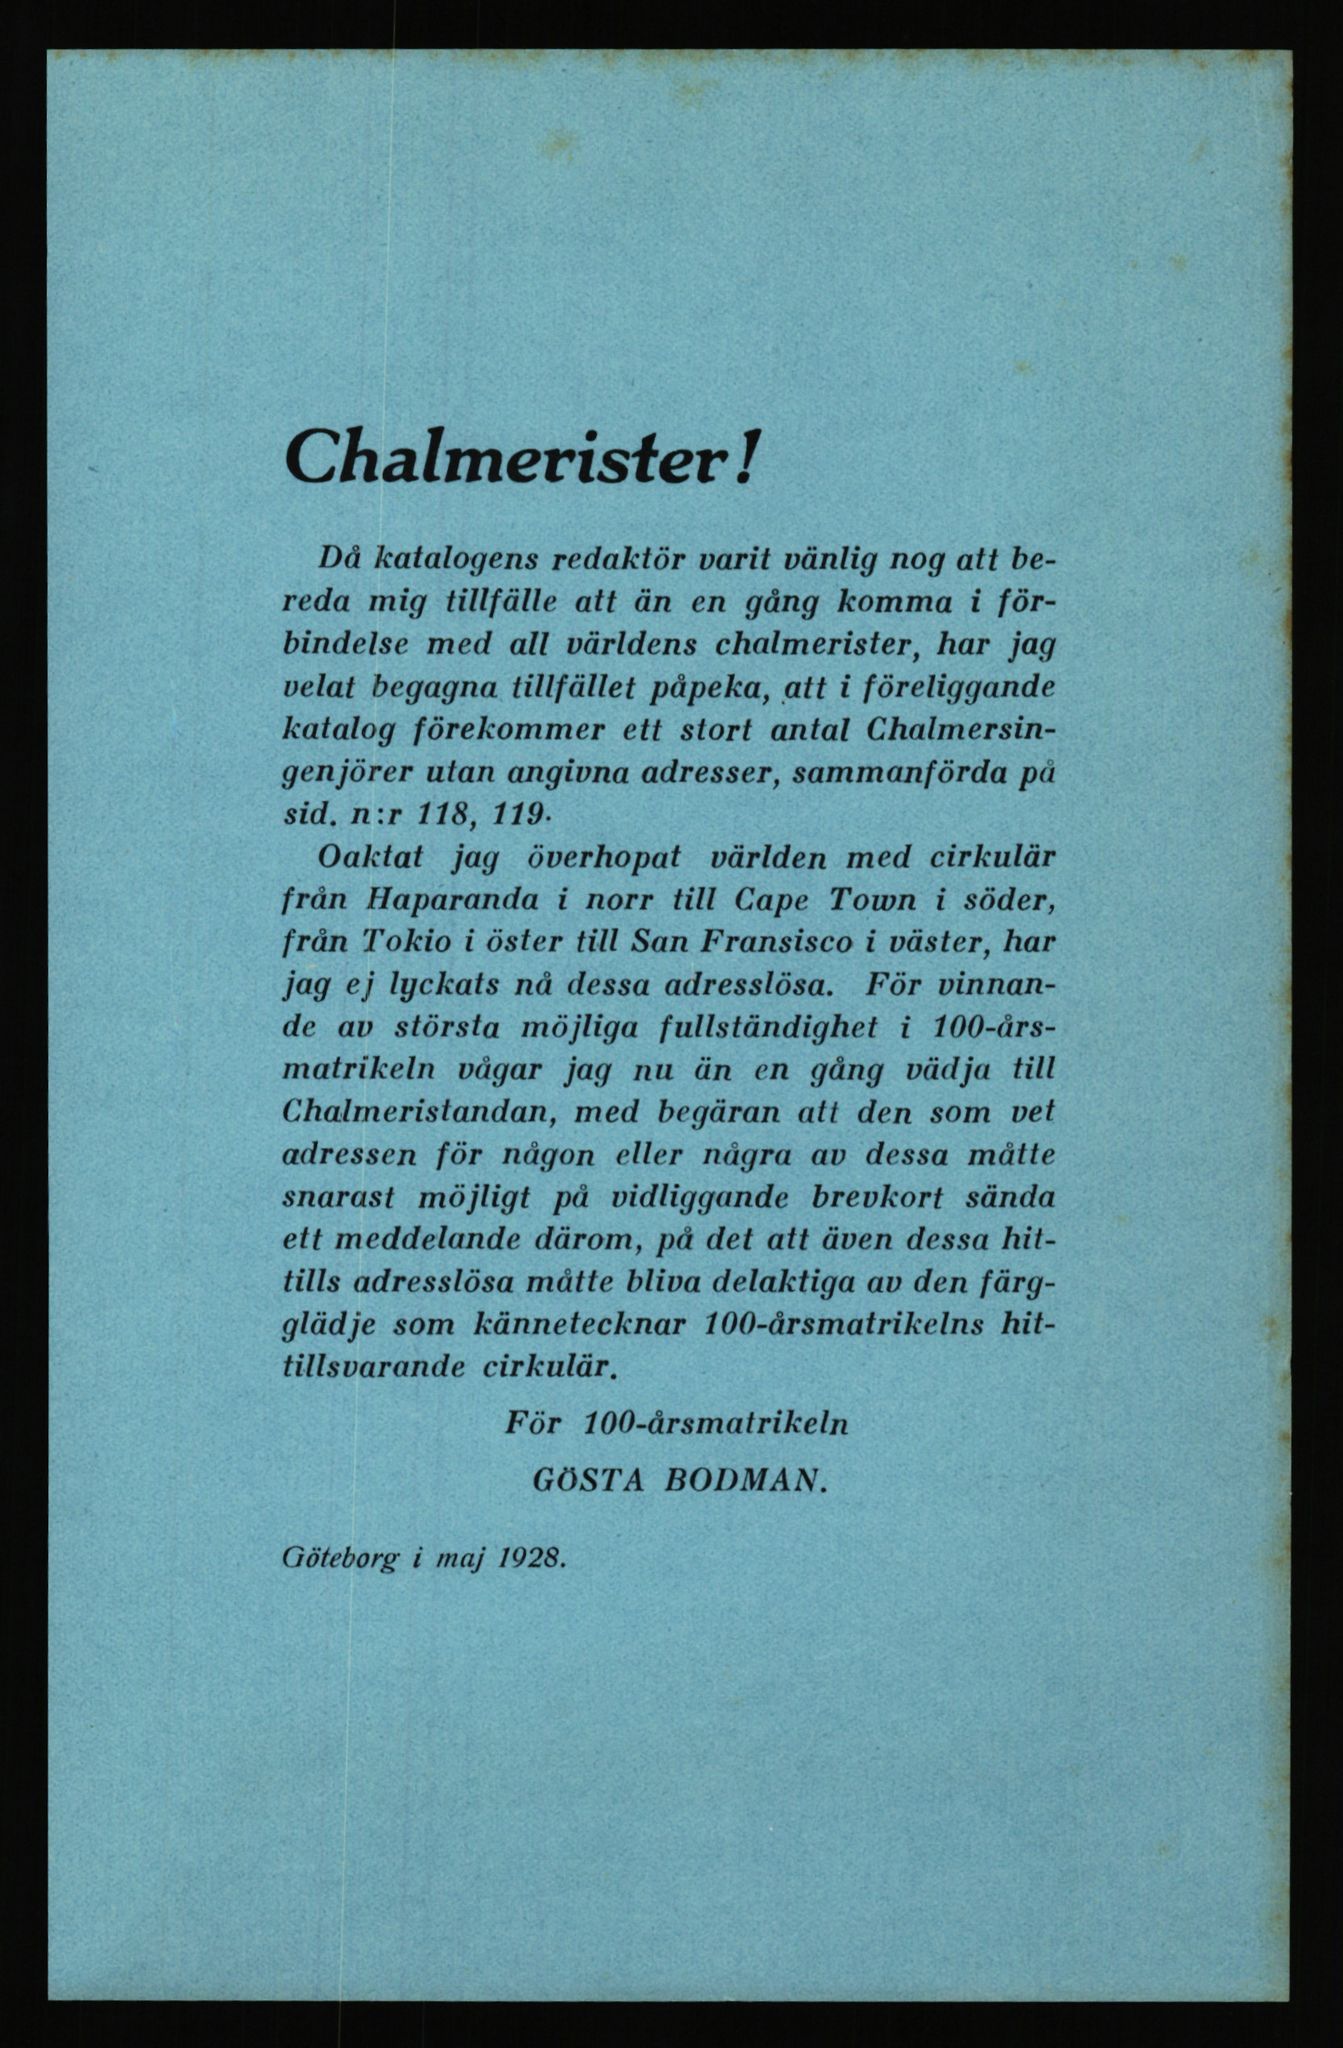 Chalmerister!
Då katalogens redaktör varit vänlig nog att be-
reda mig tillfälle att än en gång komma i för-
bindelse med all världens chalmerister, har jag
velat begagna tillfället påpeka, att i föreliggande
katalog förekommer ett stort antal Chalmersin-
genjörer utan angivna adresser, sammanförda på
sid. n:r 118, 119.
Oaktat jag överhopat världen med cirkulär
från Haparanda i norr till Cape Town i söder,
från Tokio i öster till San Fransisco i väster, har
jag ej lyckats nå dessa adresslösa. För vinnan-
de av största möjliga fullständighet i 100-års-
matrikeln vågar jag nu än en gång vädja till
Chalmeristandan, med begäran att den som vet
adressen för någon eller några av dessa måtte
snarast möjligt på vidliggande brevkort sända
ett meddelande därom, på det att även dessa hit-
tills adresslösa måtte bliva delaktiga av den färg-
glädje som kännetecknar 100-årsmatrikelns hit-
tillsvarande cirkulär.
För 100-årsmatrikeln
GÖSTA BODMAN.
Göteborg i maj 1928.